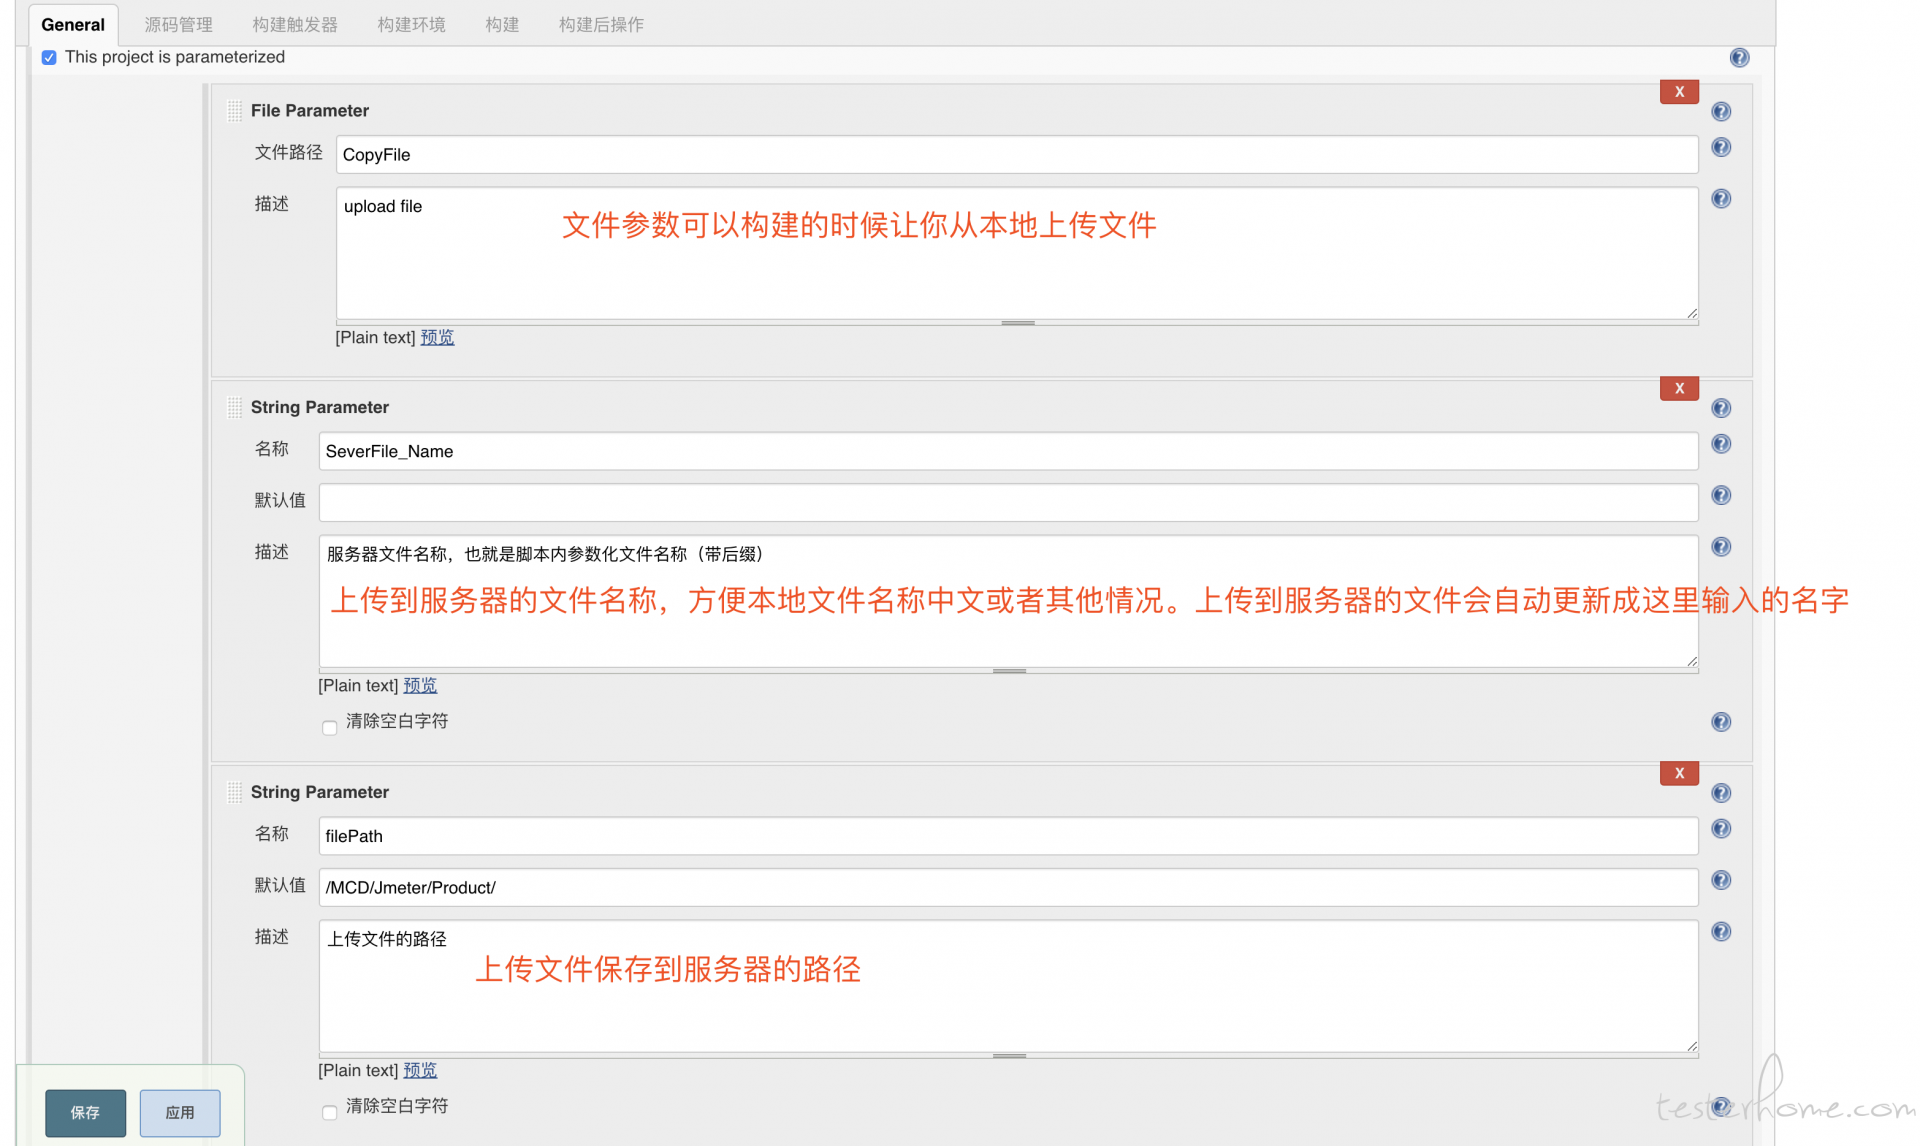 General 源码管理 构建触发器 构建环境 构建 构建后操作
This project is parameterized
X
File Parameter
文件路径 CopyFile
描述 upload file
文件参数可以构建的时候让你从本地上传文件
[Plain text] 预览
X
String Parameter
名称 SeverFile_Name
默认值
描述 服务器文件名称，也就是脚本内参数化文件名称（带后缀）
上传到服务器的文件名称，方便本地文件名称中文或者其他情况。上传到服务器的文件会自动更新成这里输入的名字
[Plain text] 预览
清除空白字符
X
String Parameter
名称 filePath
默认值 /MCD/Jmeter/Product/
描述 上传文件的路径
上传文件保存到服务器的路径
[Plain text] 预览
清除空白字符
保存 应用
testerhome.com